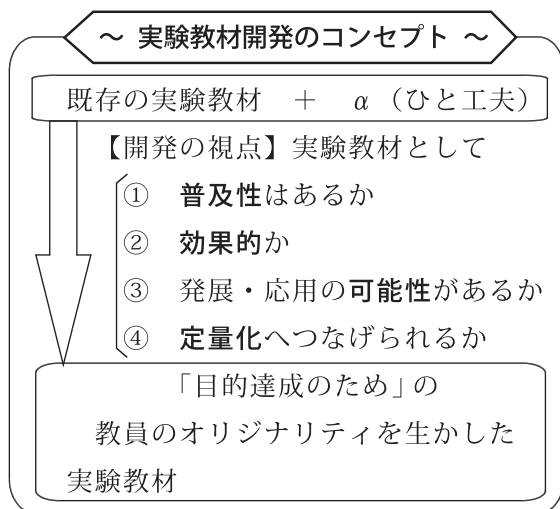 ～ 実験教材開発のコンセプト ～
既存の実験教材　＋　α（ひと工夫）
【開発の視点】実験教材として
①　普及性はあるか
②　効果的か
③　発展・応用の可能性があるか
④　定量化へつなげられるか
「目的達成のため」の
教員のオリジナリティを生かした
実験教材